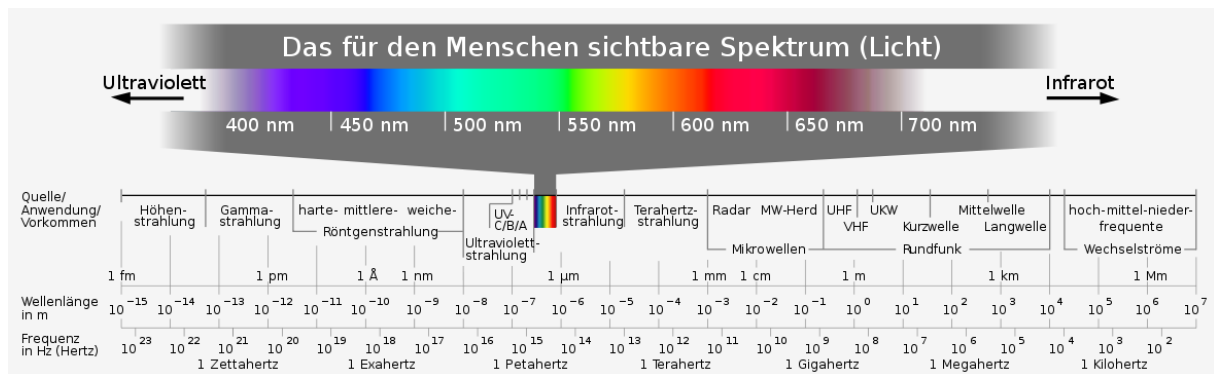 Das für den Menschen sichtbare Spektrum (Licht)
Ultraviolett
Infrarot
400 nm 450 nm 500 nm 550 nm 600 nm 650 nm 700 nm
Quelle/
Anwendung/
Vorkommen
Höhen-
strahlung
Gamma-
strahlung
harte- mittlere- weiche-
Röntgenstrahlung
UV-
C/B/A
Ultraviolett-
strahlung
Infrarot-
strahlung
Terahertz-
strahlung
Radar MW-Herd
Mikrowellen
UHF UKW Mittelwelle
VHF Kurzwelle Langwelle
Rundfunk
hoch-mittel-nieder-
frequente
Wechselströme
1 fm 1 pm 1 Å 1 nm 1 µm 1 mm 1 cm 1 m 1 km 1 Mm
Wellenlänge
in m
10⁻¹⁵ 10⁻¹⁴ 10⁻¹³ 10⁻¹² 10⁻¹¹ 10⁻¹⁰ 10⁻⁹ 10⁻⁸ 10⁻⁷ 10⁻⁶ 10⁻⁵ 10⁻⁴ 10⁻³ 10⁻² 10⁻¹ 10⁰ 10¹ 10² 10³ 10⁴ 10⁵ 10⁶ 10⁷
Frequenz
in Hz (Hertz)
10²³ 10²² 10²¹ 10²⁰ 10¹⁹ 10¹⁸ 10¹⁷ 10¹⁶ 10¹⁵ 10¹⁴ 10¹³ 10¹² 10¹¹ 10¹⁰ 10⁹ 10⁸ 10⁷ 10⁶ 10⁵ 10⁴ 10³ 10²
1 Zettahertz 1 Exahertz 1 Petahertz 1 Terahertz 1 Gigahertz 1 Megahertz 1 Kilohertz